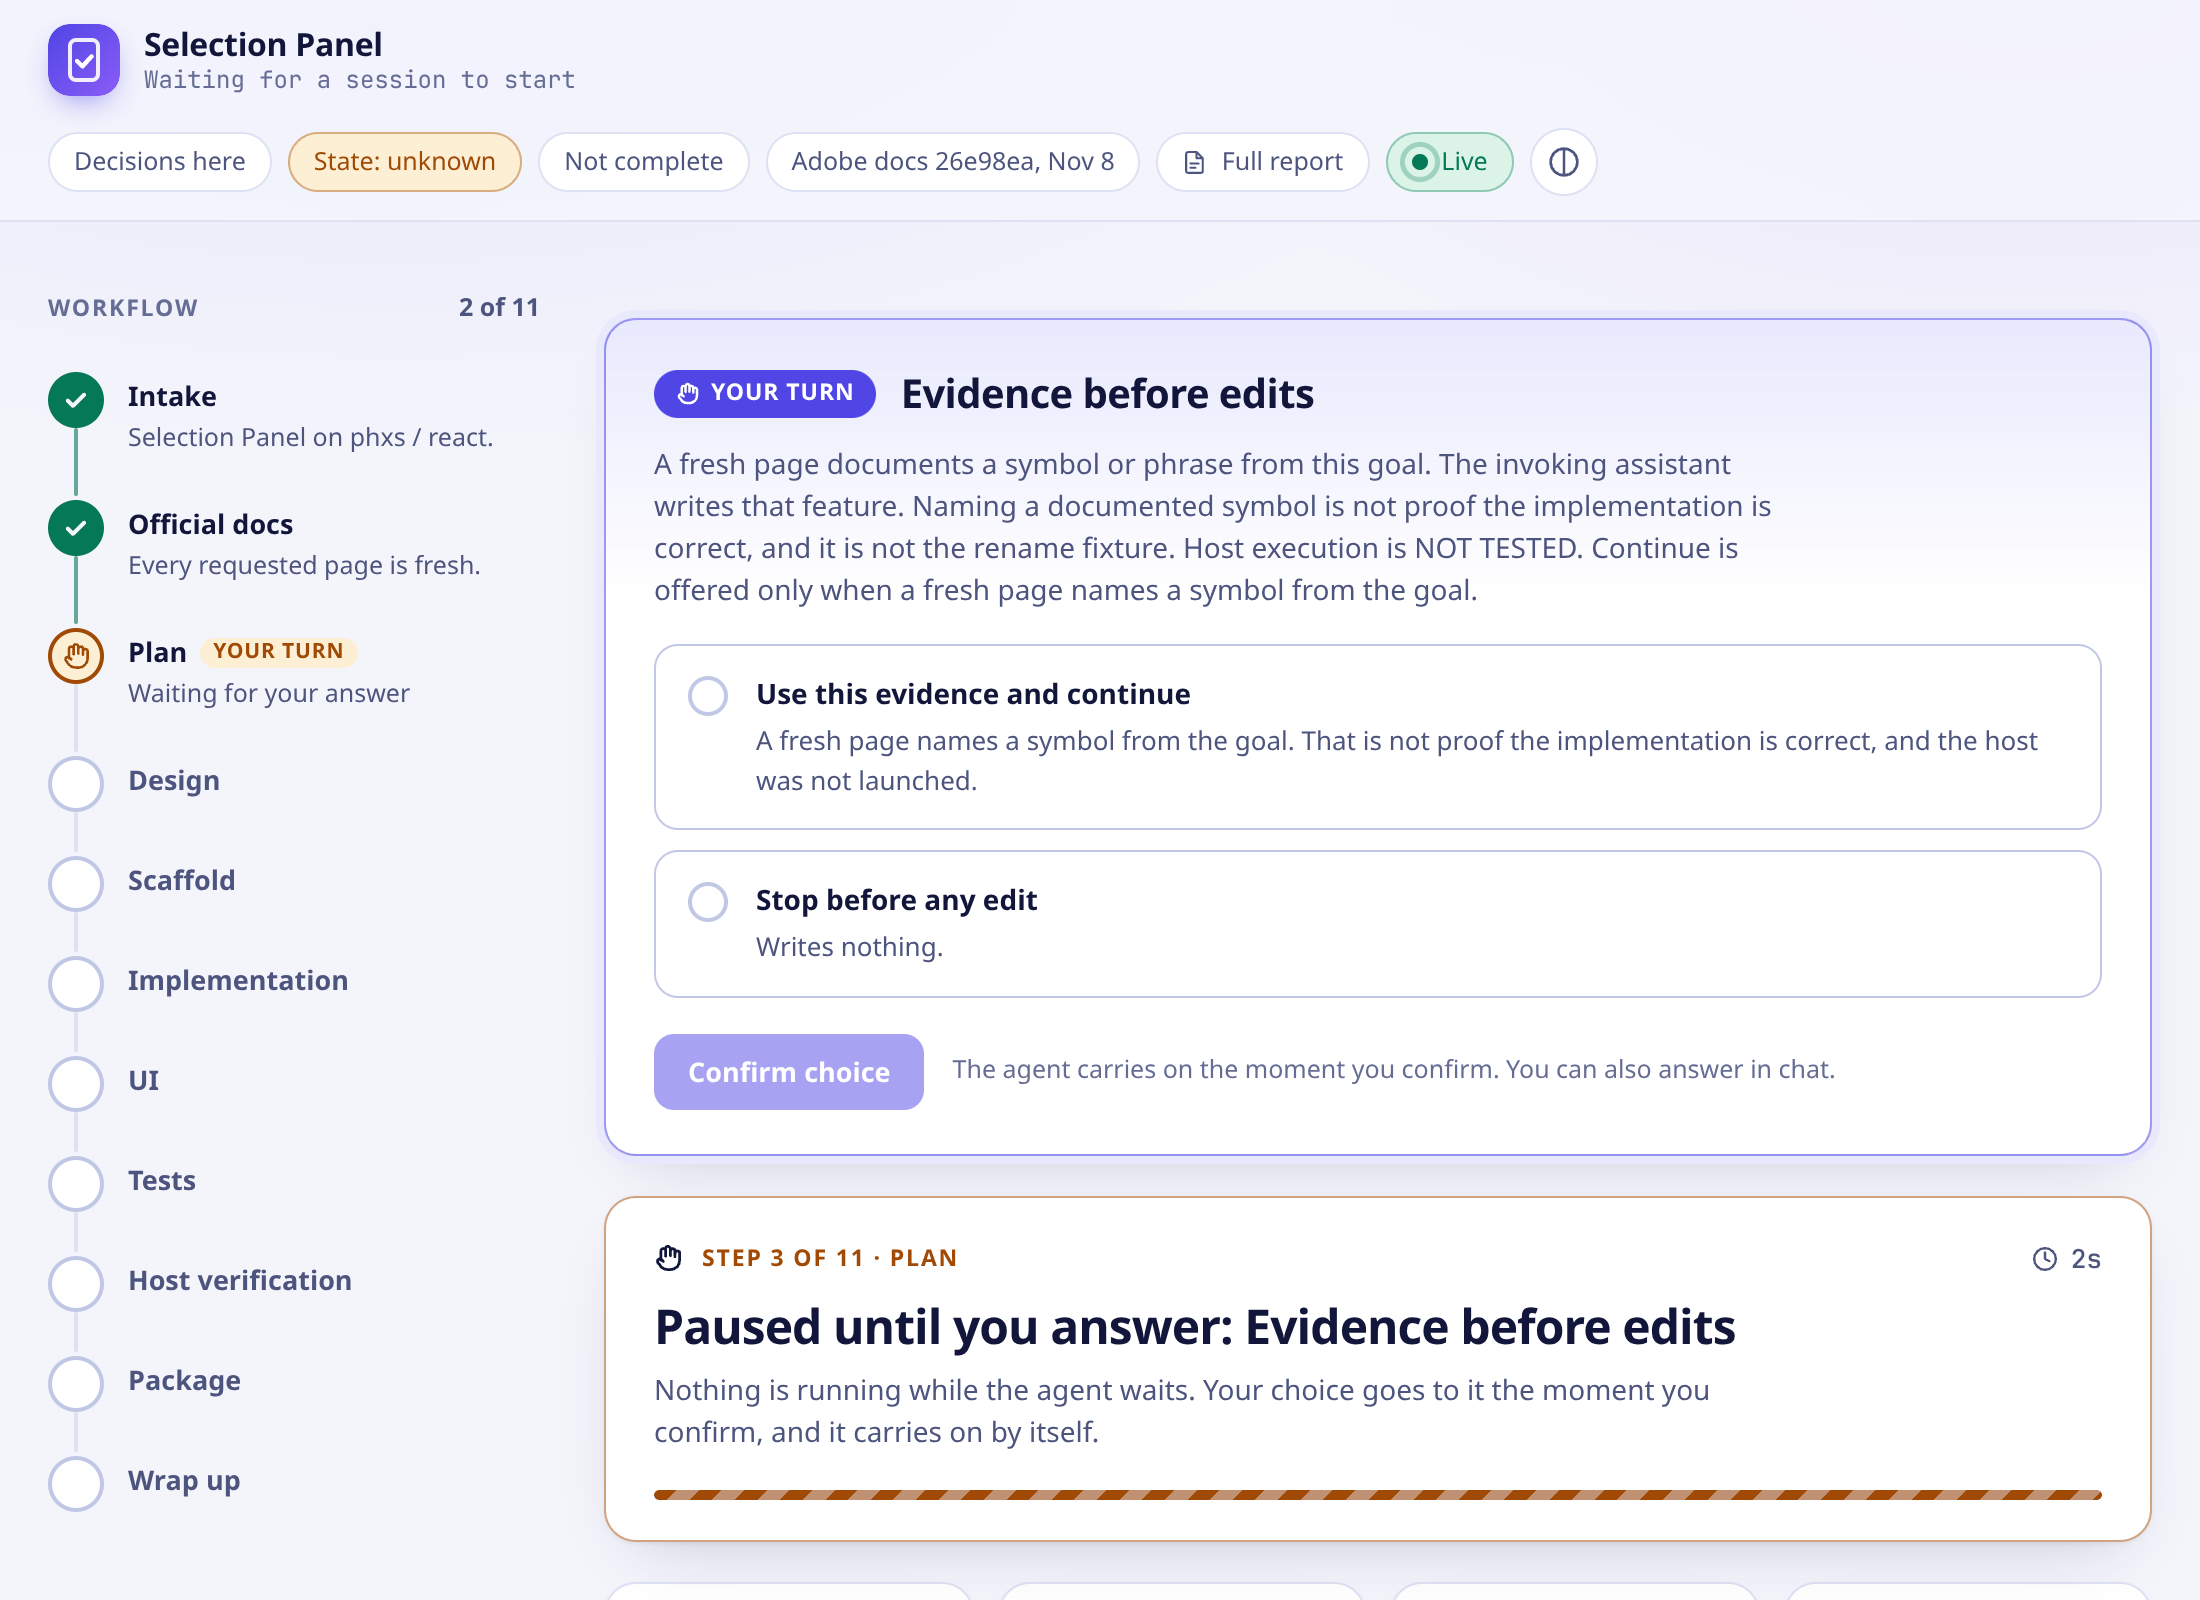 Selection Panel
Waiting for a session to start
Decisions here
State: unknown
Not complete
Adobe docs 26e98ea, Nov 8
Full report
Live
WORKFLOW
2 of 11
Intake
Selection Panel on phxs / react.
Official docs
Every requested page is fresh.
Plan YOUR TURN
Waiting for your answer
Design
Scaffold
Implementation
UI
Tests
Host verification
Package
Wrap up
YOUR TURN Evidence before edits
A fresh page documents a symbol or phrase from this goal. The invoking assistant
writes that feature. Naming a documented symbol is not proof the implementation is
correct, and it is not the rename fixture. Host execution is NOT TESTED. Continue is
offered only when a fresh page names a symbol from the goal.
Use this evidence and continue
A fresh page names a symbol from the goal. That is not proof the implementation is correct, and the host
was not launched.
Stop before any edit
Writes nothing.
Confirm choice
The agent carries on the moment you confirm. You can also answer in chat.
STEP 3 OF 11 · PLAN
2s
Paused until you answer: Evidence before edits
Nothing is running while the agent waits. Your choice goes to it the moment you
confirm, and it carries on by itself.